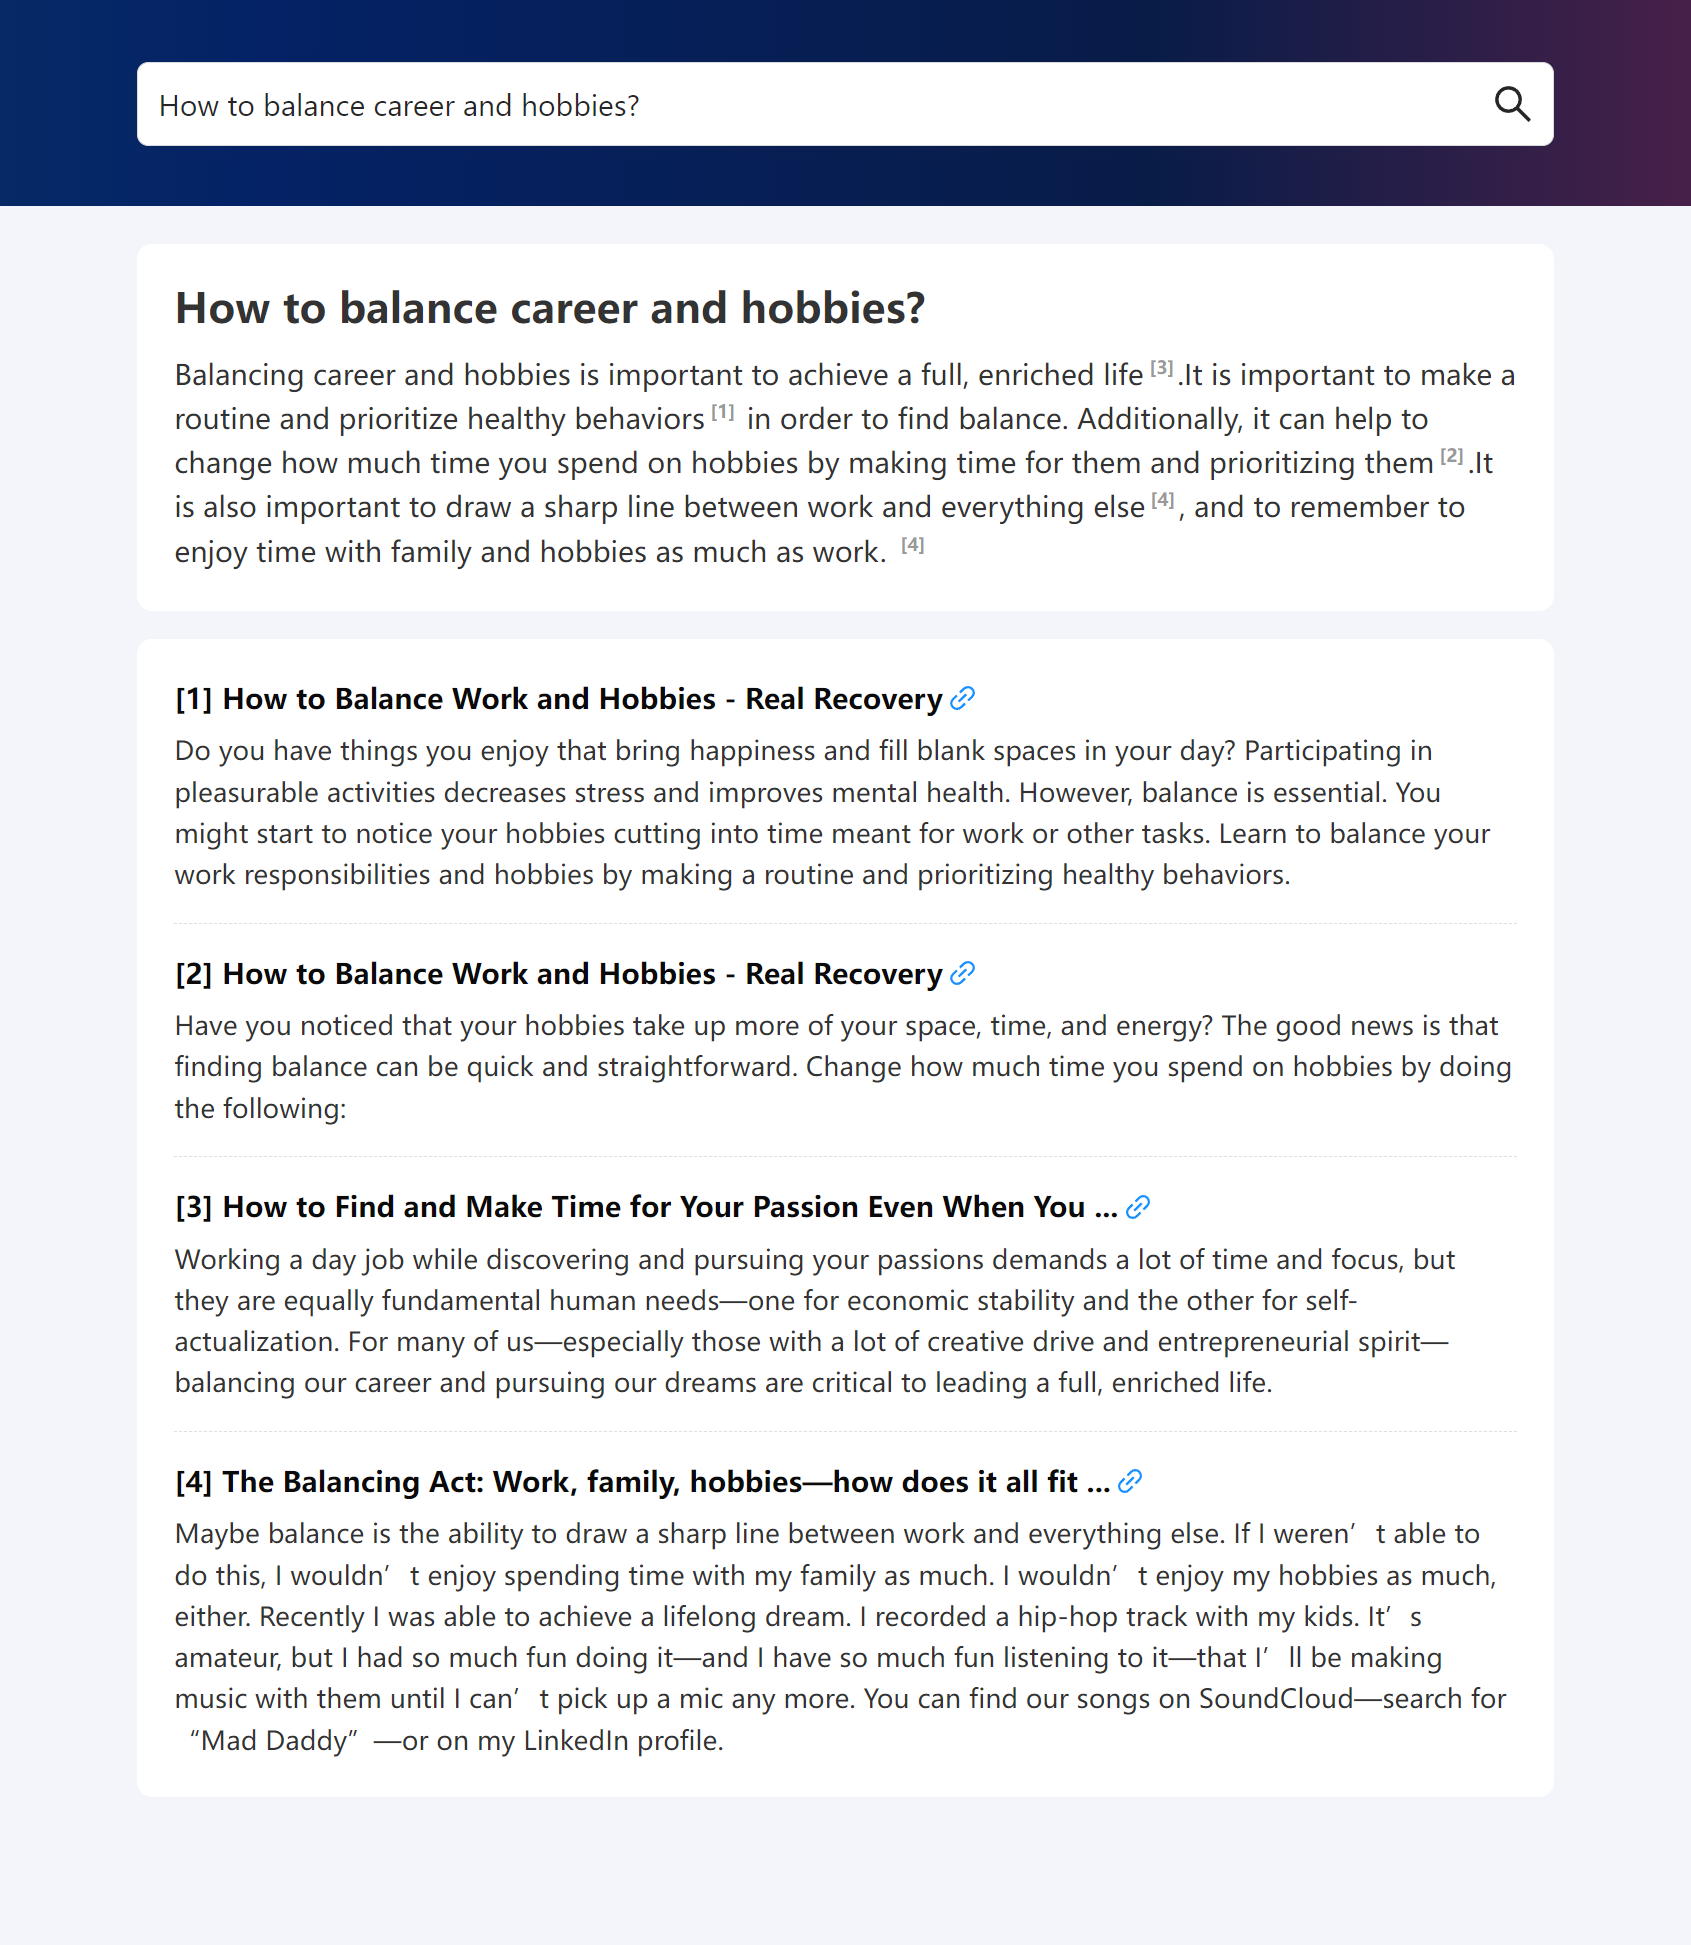 How to balance career and hobbies?
How to balance career and hobbies?
Balancing career and hobbies is important to achieve a full, enriched life [3].It is important to make a
routine and prioritize healthy behaviors [1] in order to find balance. Additionally, it can help to
change how much time you spend on hobbies by making time for them and prioritizing them [2].It
is also important to draw a sharp line between work and everything else [4], and to remember to
enjoy time with family and hobbies as much as work. [4]
[1] How to Balance Work and Hobbies - Real Recovery
Do you have things you enjoy that bring happiness and fill blank spaces in your day? Participating in
pleasurable activities decreases stress and improves mental health. However, balance is essential. You
might start to notice your hobbies cutting into time meant for work or other tasks. Learn to balance your
work responsibilities and hobbies by making a routine and prioritizing healthy behaviors.
[2] How to Balance Work and Hobbies - Real Recovery
Have you noticed that your hobbies take up more of your space, time, and energy? The good news is that
finding balance can be quick and straightforward. Change how much time you spend on hobbies by doing
the following:
[3] How to Find and Make Time for Your Passion Even When You ...
Working a day job while discovering and pursuing your passions demands a lot of time and focus, but
they are equally fundamental human needs—one for economic stability and the other for self-
actualization. For many of us—especially those with a lot of creative drive and entrepreneurial spirit—
balancing our career and pursuing our dreams are critical to leading a full, enriched life.
[4] The Balancing Act: Work, family, hobbies—how does it all fit ...
Maybe balance is the ability to draw a sharp line between work and everything else. If I weren’t able to
do this, I wouldn’t enjoy spending time with my family as much. I wouldn’t enjoy my hobbies as much,
either. Recently I was able to achieve a lifelong dream. I recorded a hip-hop track with my kids. It’s
amateur, but I had so much fun doing it—and I have so much fun listening to it—that I’ll be making
music with them until I can’t pick up a mic any more. You can find our songs on SoundCloud—search for
“Mad Daddy”—or on my LinkedIn profile.